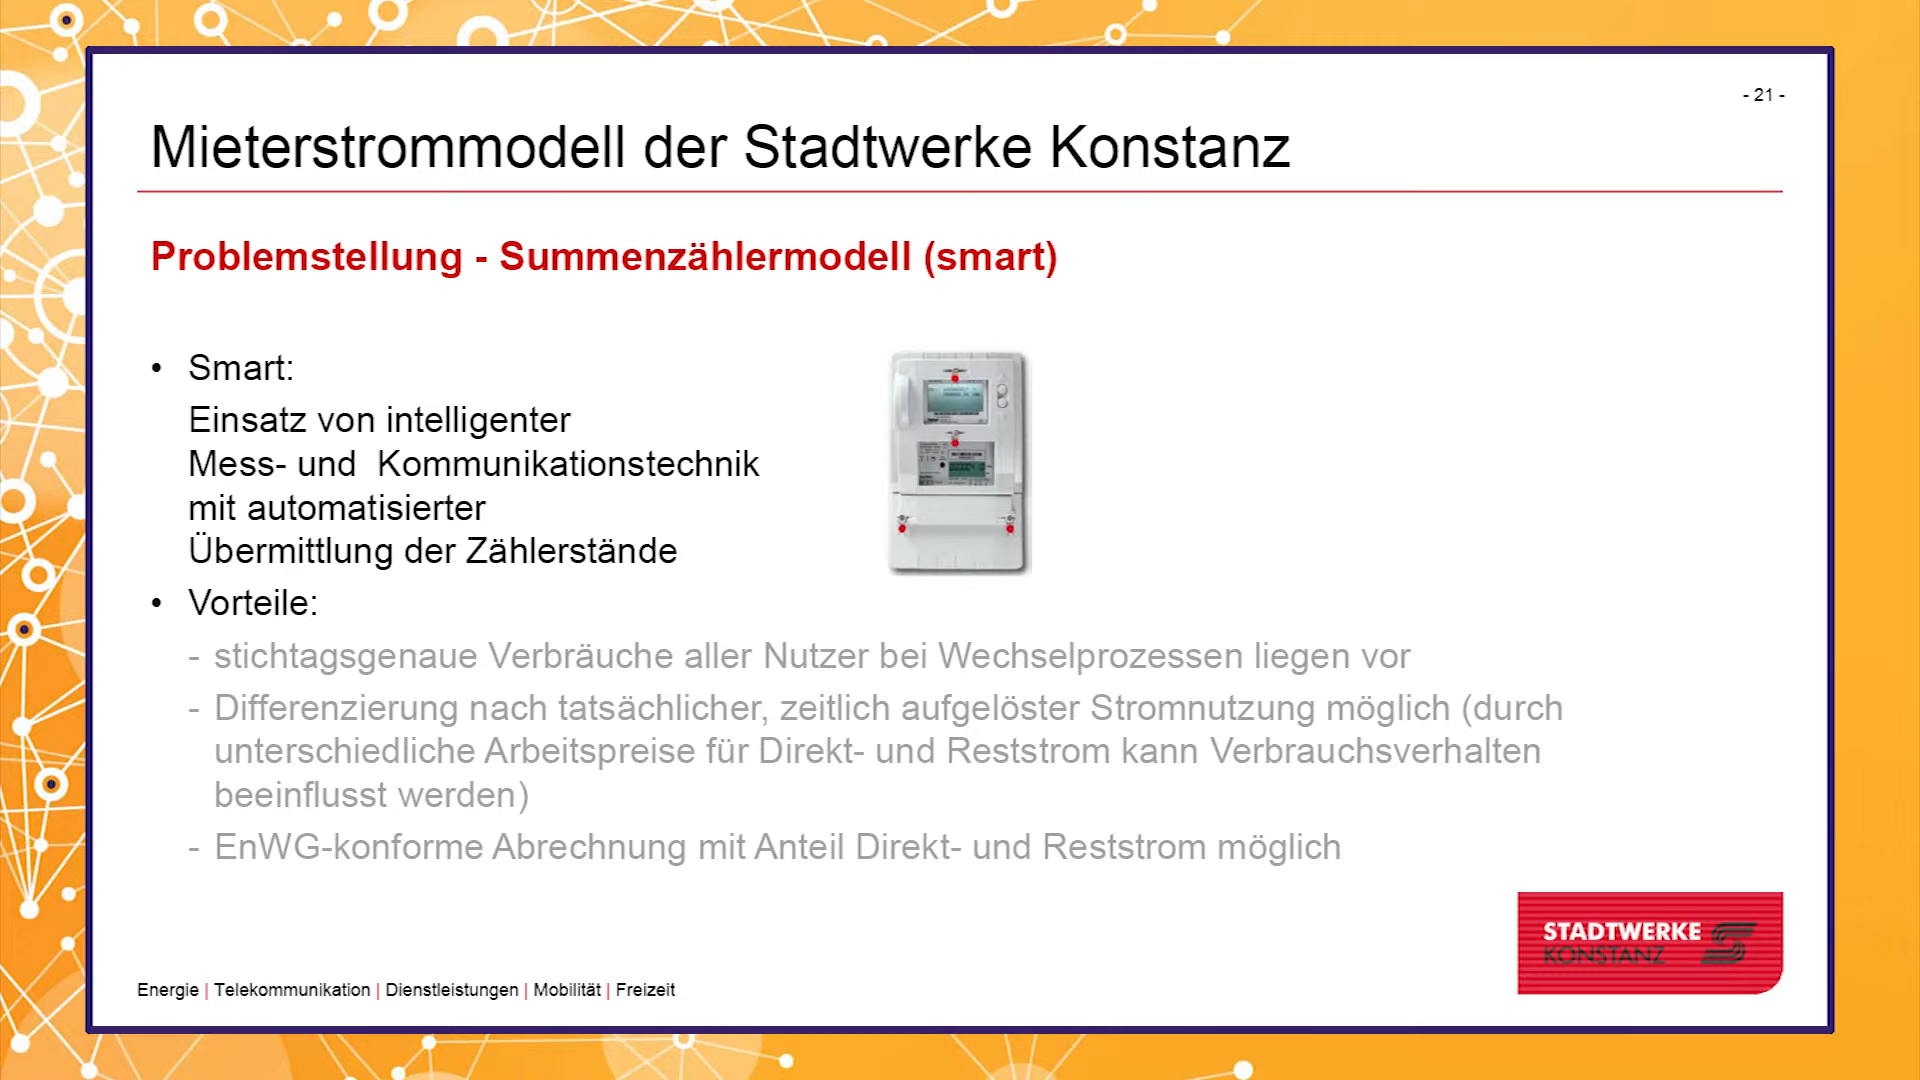 - 21 -
Mieterstrommodell der Stadtwerke Konstanz
Problemstellung - Summenzählermodell (smart)
• Smart:
Einsatz von intelligenter
Mess- und Kommunikationstechnik
mit automatisierter
Übermittlung der Zählerstände
• Vorteile:
- stichtagsgenaue Verbräuche aller Nutzer bei Wechselprozessen liegen vor
- Differenzierung nach tatsächlicher, zeitlich aufgelöster Stromnutzung möglich (durch
unterschiedliche Arbeitspreise für Direkt- und Reststrom kann Verbrauchsverhalten
beeinflusst werden)
- EnWG-konforme Abrechnung mit Anteil Direkt- und Reststrom möglich
STADTWERKE
KONSTANZ
Energie | Telekommunikation | Dienstleistungen | Mobilität | Freizeit